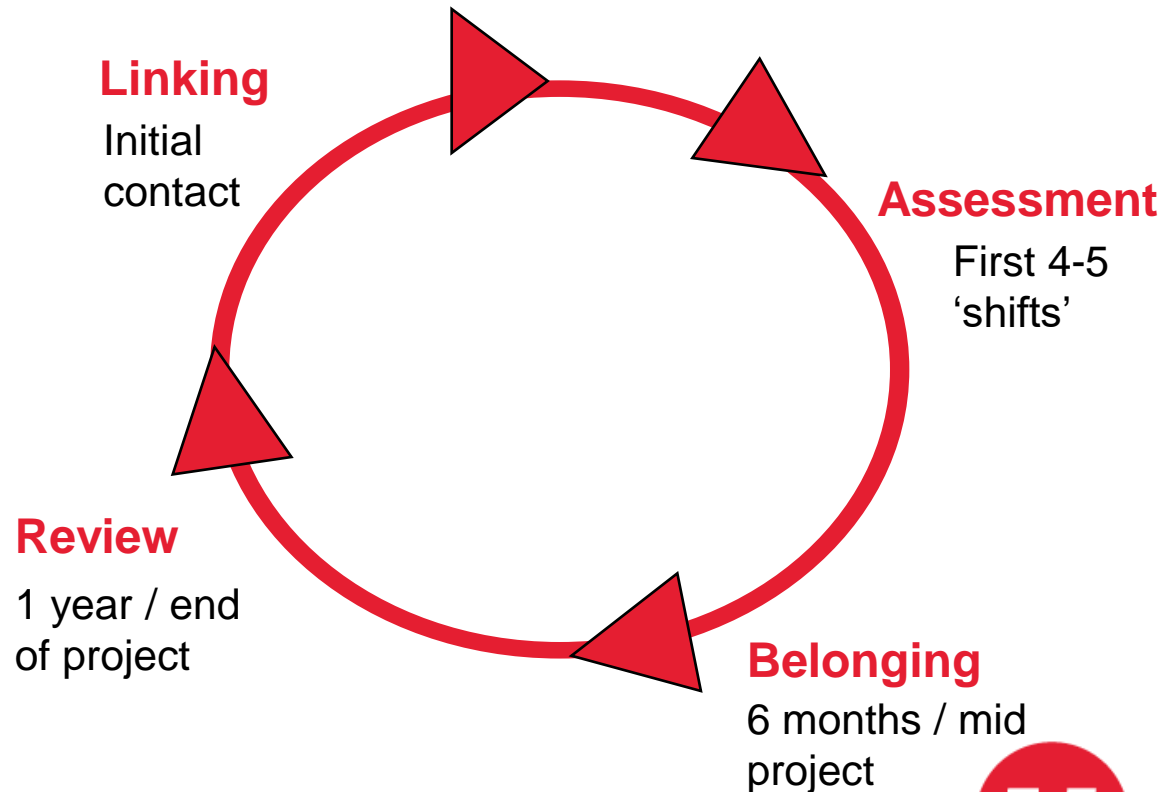 Linking
Initial
contact
Assessment
First 4-5
‘shifts’
Belonging
6 months / mid
project
Review
1 year / end
of project